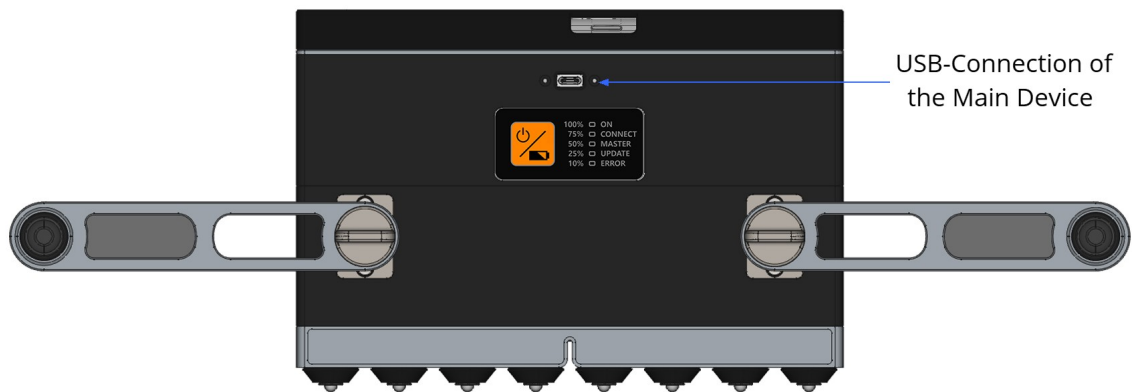 USB-Connection of
the Main Device
100% ON
75% CONNECT
50% MASTER
25% UPDATE
10% ERROR